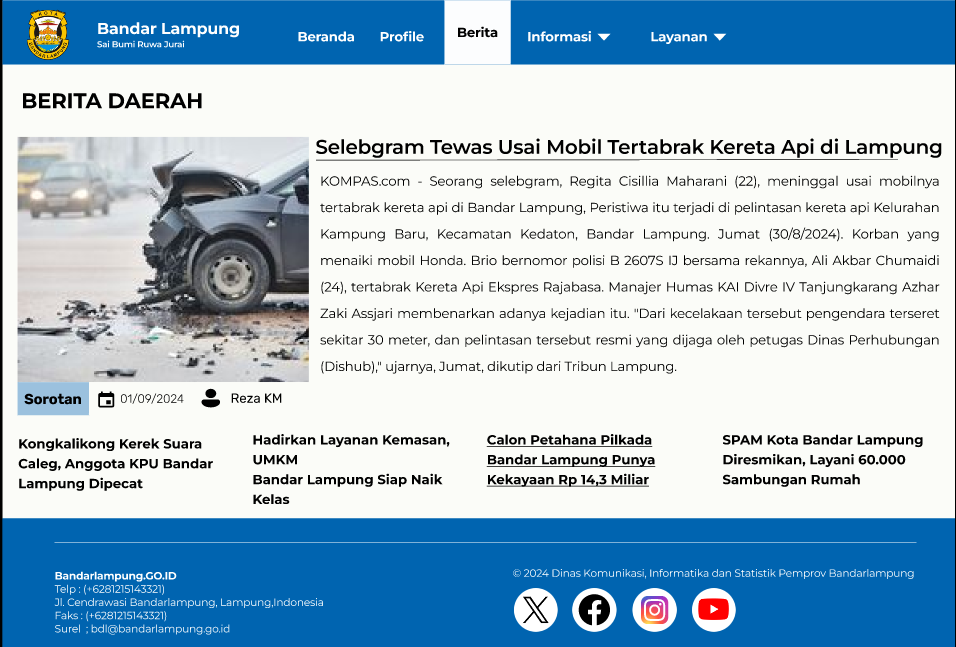 KOTA
BANDAR LAMPUNG
Bandar Lampung
Sai Bumi Ruwa Jurai
Beranda
Profile
Berita
Informasi
Layanan
BERITA DAERAH
Selebgram Tewas Usai Mobil Tertabrak Kereta Api di Lampung
KOMPAS.com - Seorang selebgram, Regita Cisillia Maharani (22), meninggal usai mobilnya
tertabrak kereta api di Bandar Lampung, Peristiwa itu terjadi di pelintasan kereta api Kelurahan
Kampung Baru, Kecamatan Kedaton, Bandar Lampung. Jumat (30/8/2024). Korban yang
menaiki mobil Honda. Brio bernomor polisi B 2607S IJ bersama rekannya, Ali Akbar Chumaidi
(24), tertabrak Kereta Api Ekspres Rajabasa. Manajer Humas KAI Divre IV Tanjungkarang Azhar
Zaki Assjari membenarkan adanya kejadian itu. "Dari kecelakaan tersebut pengendara terseret
sekitar 30 meter, dan pelintasan tersebut resmi yang dijaga oleh petugas Dinas Perhubungan
(Dishub)," ujarnya, Jumat, dikutip dari Tribun Lampung.
Sorotan
01/09/2024
Reza KM
Kongkalikong Kerek Suara
Caleg, Anggota KPU Bandar
Lampung Dipecat
Hadirkan Layanan Kemasan,
UMKM
Bandar Lampung Siap Naik
Kelas
Calon Petahana Pilkada
Bandar Lampung Punya
Kekayaan Rp 14,3 Miliar
SPAM Kota Bandar Lampung
Diresmikan, Layani 60.000
Sambungan Rumah
Bandarlampung.GO.ID
Telp : (+6281215143321)
Jl. Cendrawasi Bandarlampung, Lampung,Indonesia
Faks : (+6281215143321)
Surel ; bdl@bandarlampung.go.id
© 2024 Dinas Komunikasi, Informatika dan Statistik Pemprov Bandarlampung